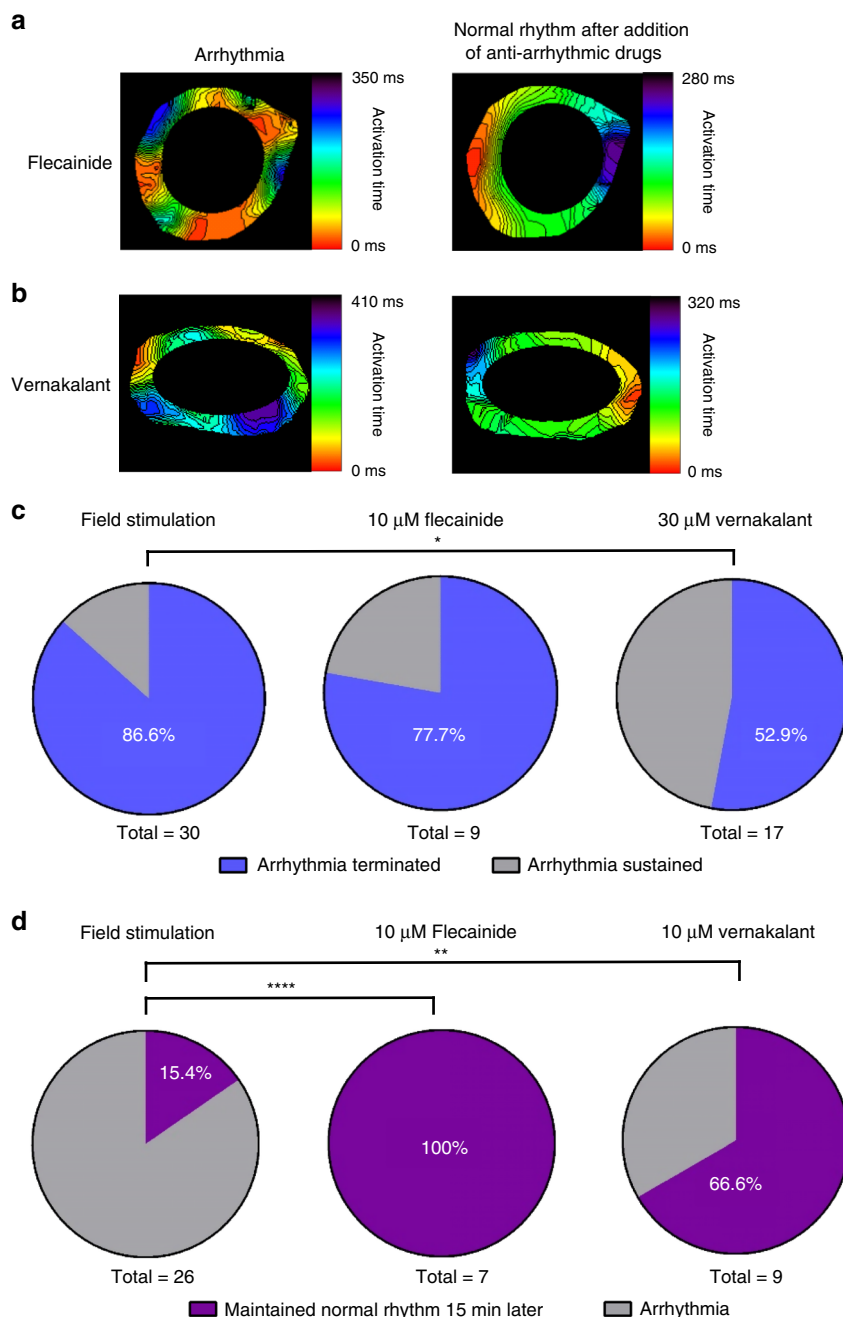 a
Arrhythmia
Normal rhythm after addition
of anti-arrhythmic drugs
Flecainide
350 ms
Activation time
0 ms
280 ms
Activation time
0 ms
b
Vernakalant
410 ms
Activation time
0 ms
320 ms
Activation time
0 ms
c
Field stimulation
10 μM flecainide
30 μM vernakalant
*
86.6%
77.7%
52.9%
Total = 30
Total = 9
Total = 17
Arrhythmia terminated
Arrhythmia sustained
d
Field stimulation
10 μM Flecainide
10 μM vernakalant
**
****
15.4%
100%
66.6%
Total = 26
Total = 7
Total = 9
Maintained normal rhythm 15 min later
Arrhythmia